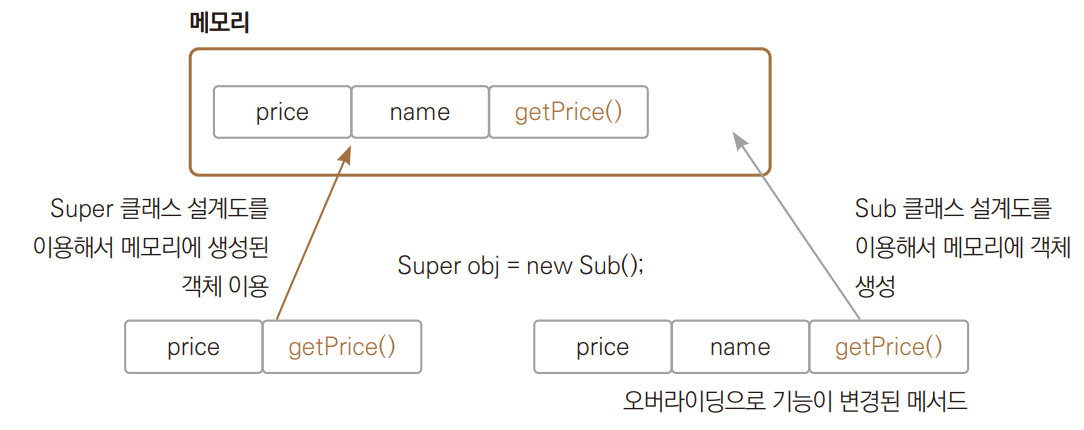 메모리
price name getPrice()
Super 클래스 설계도를
이용해서 메모리에 생성된
객체 이용
Super obj = new Sub();
Sub 클래스 설계도를
이용해서 메모리에 객체
생성
price getPrice()
price name getPrice()
오버라이딩으로 기능이 변경된 메서드